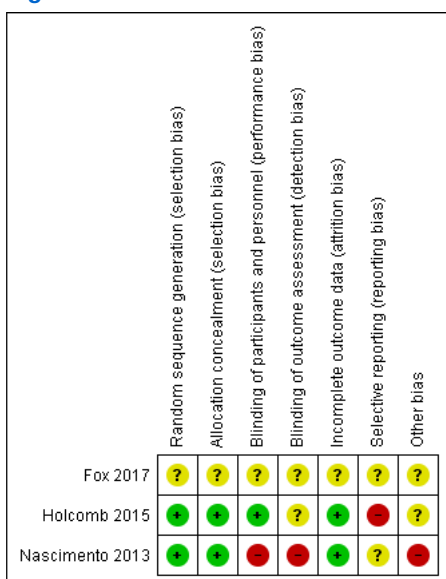 Random sequence generation (selection bias)
Allocation concealment (selection bias)
Blinding of participants and personnel (performance bias)
Blinding of outcome assessment (detection bias)
Incomplete outcome data (attrition bias)
Selective reporting (reporting bias)
Other bias
Fox 2017 ? ? ? ? ? ? ?
Holcomb 2015 + + + ? + - ?
Nascimento 2013 + + - - + ? -